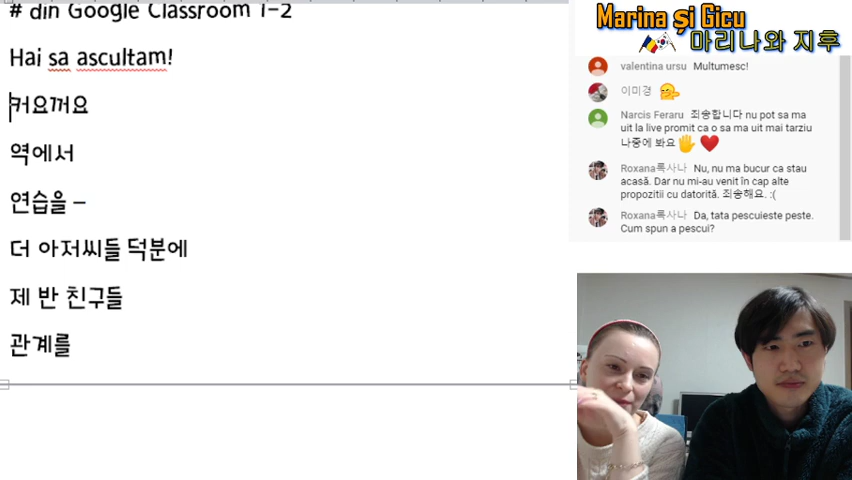 # din Google Classroom 1-2
Hai sa ascultam!
커요꺼요
역에서
연습을 –
더 아저씨들 덕분에
제 반 친구들
관계를
Marina și Gicu
마리나와 지후
valentina ursu Multumesc!
이미경
Narcis Feraru 죄송합니다 nu pot sa ma
uit la live promit ca o sa ma uit mai tarziu
나중에 봐요🖐❤
Roxana록사나 Nu, nu ma bucur ca stau
acasă. Dar nu mi-au venit în cap alte
propozitii cu datorită. 죄송해요. :(
Roxana록사나 Da, tata pescuieste peste.
Cum spun a pescui?